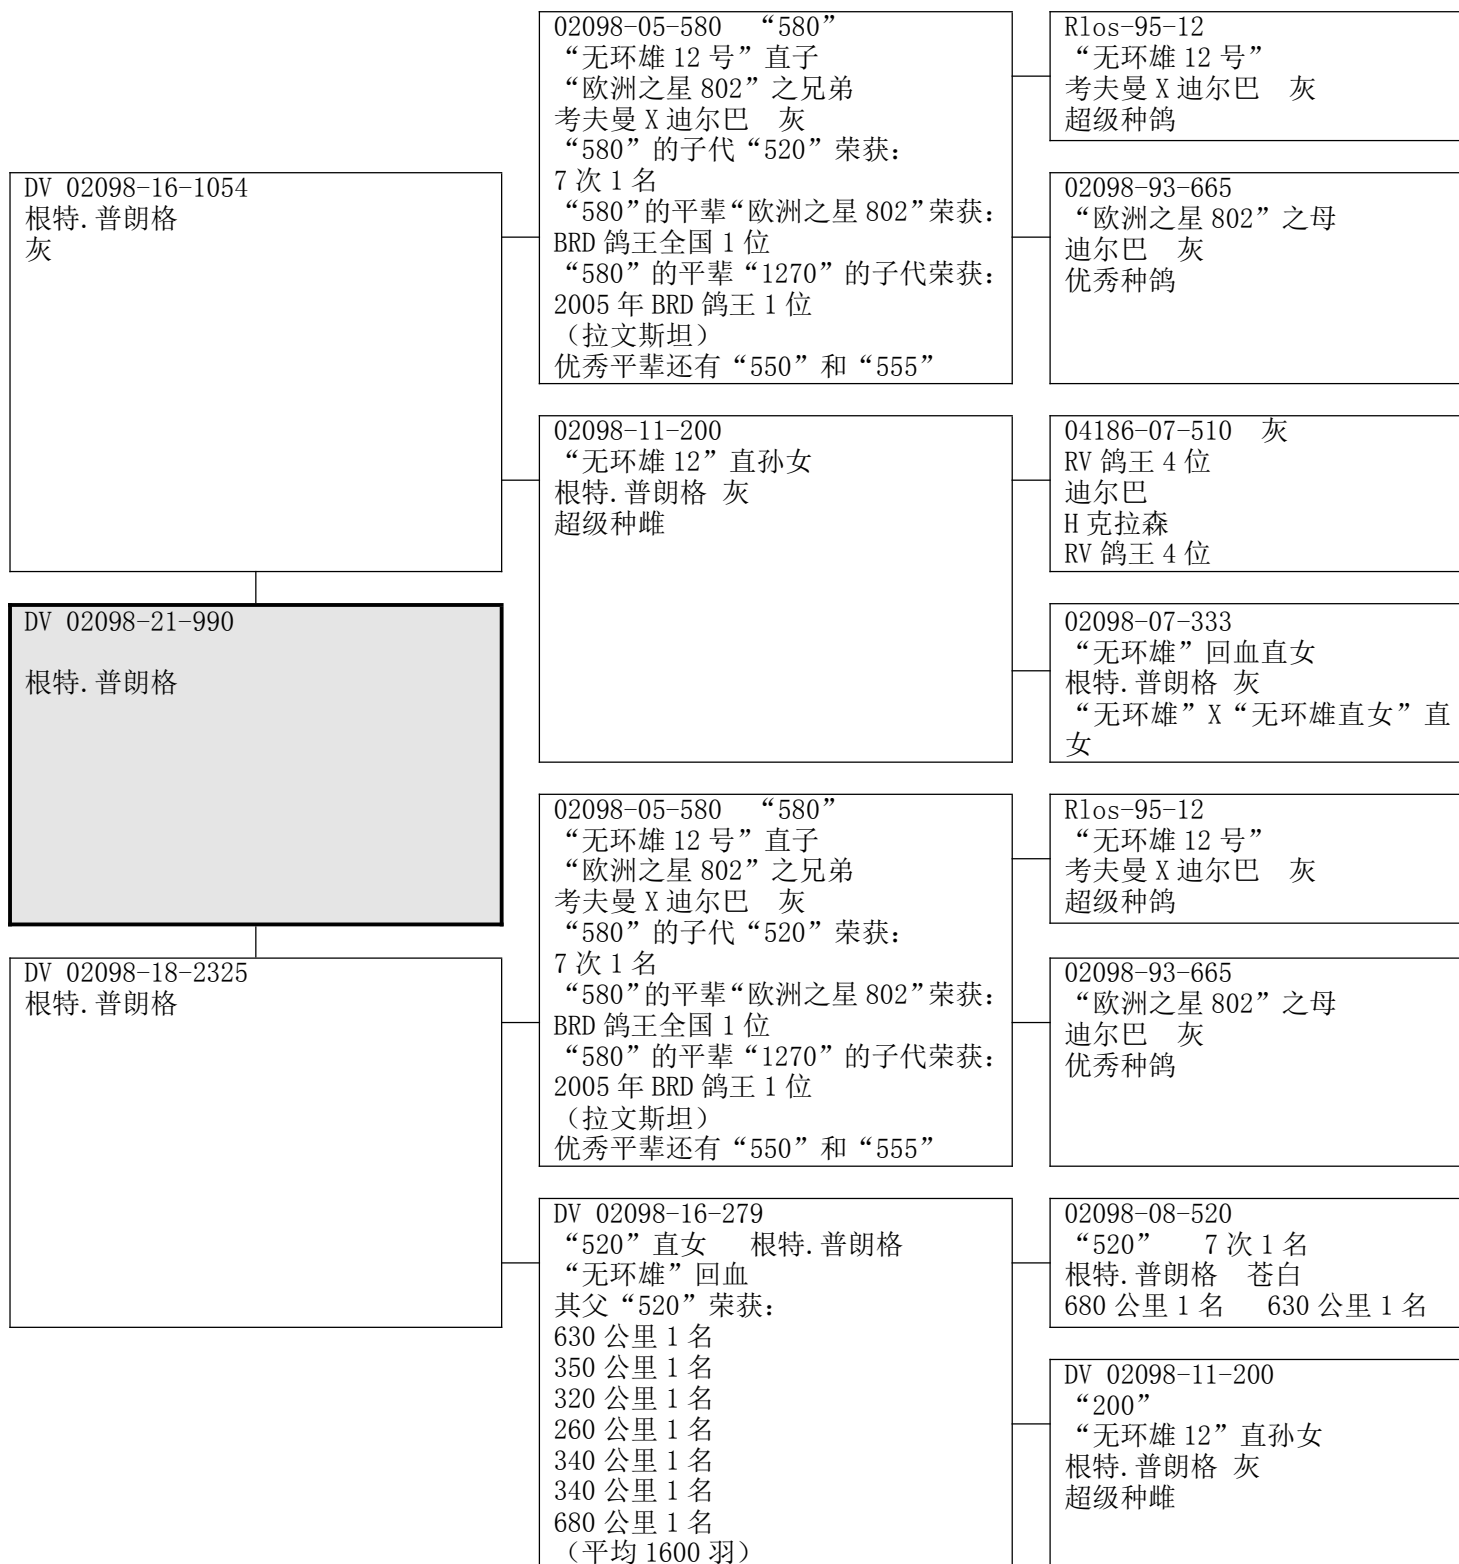 DV 02098-16-1054
根特.普朗格
灰
DV 02098-21-990
根特.普朗格
DV 02098-18-2325
根特.普朗格
02098-05-580 “580”
“无环雄 12 号”直子
“欧洲之星 802”之兄弟
考夫曼 X 迪尔巴 灰
“580”的子代“520”荣获：
7 次 1 名
“580”的平辈“欧洲之星 802”荣获：
BRD 鸽王全国 1 位
“580”的平辈“1270”的子代荣获：
2005 年 BRD 鸽王 1 位
（拉文斯坦）
优秀平辈还有“550”和“555”
02098-11-200
“无环雄 12”直孙女
根特.普朗格 灰
超级种雌
02098-05-580 “580”
“无环雄 12 号”直子
“欧洲之星 802”之兄弟
考夫曼 X 迪尔巴 灰
“580”的子代“520”荣获：
7 次 1 名
“580”的平辈“欧洲之星 802”荣获：
BRD 鸽王全国 1 位
“580”的平辈“1270”的子代荣获：
2005 年 BRD 鸽王 1 位
（拉文斯坦）
优秀平辈还有“550”和“555”
DV 02098-16-279
“520”直女 根特.普朗格
“无环雄”回血
其父“520”荣获：
630 公里 1 名
350 公里 1 名
320 公里 1 名
260 公里 1 名
340 公里 1 名
340 公里 1 名
680 公里 1 名
（平均 1600 羽）
Rlos-95-12
“无环雄 12 号”
考夫曼 X 迪尔巴 灰
超级种鸽
02098-93-665
“欧洲之星 802”之母
迪尔巴 灰
优秀种鸽
04186-07-510 灰
RV 鸽王 4 位
迪尔巴
H 克拉森
RV 鸽王 4 位
02098-07-333
“无环雄”回血直女
根特.普朗格 灰
“无环雄”X“无环雄直女”直
女
Rlos-95-12
“无环雄 12 号”
考夫曼 X 迪尔巴 灰
超级种鸽
02098-93-665
“欧洲之星 802”之母
迪尔巴 灰
优秀种鸽
02098-08-520
“520” 7 次 1 名
根特.普朗格 苍白
680 公里 1 名 630 公里 1 名
DV 02098-11-200
“200”
“无环雄 12”直孙女
根特.普朗格 灰
超级种雌